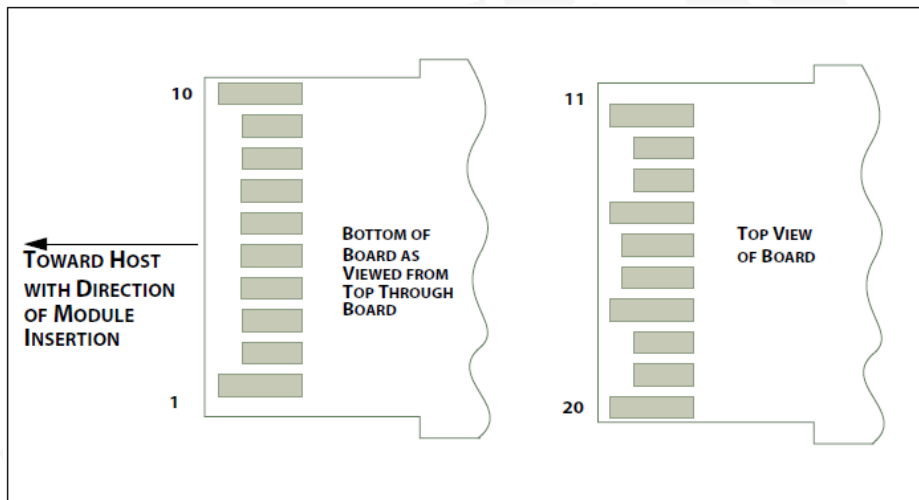 10
1
TOWARD HOST
WITH DIRECTION
OF MODULE
INSERTION
BOTTOM OF
BOARD AS
VIEWED FROM
TOP THROUGH
BOARD
11
20
TOP VIEW
OF BOARD